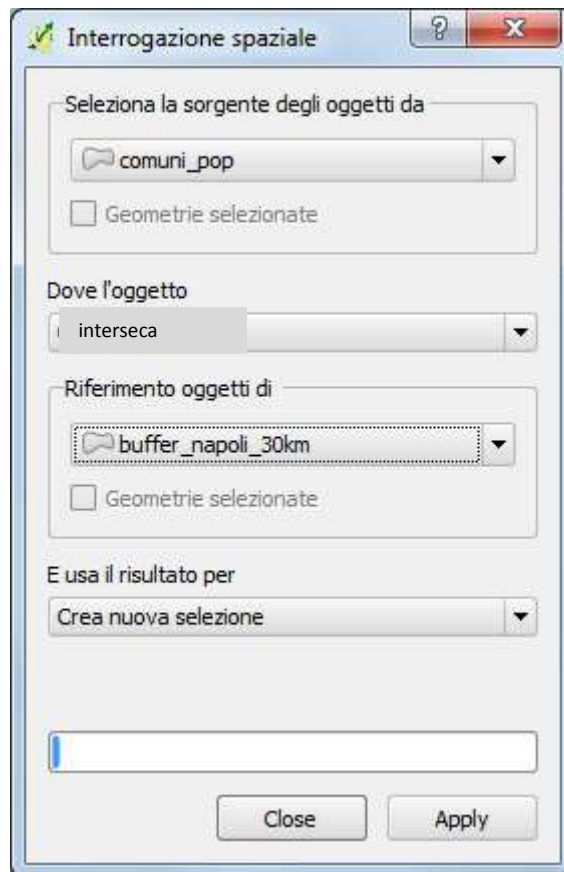 Interrogazione spaziale
Seleziona la sorgente degli oggetti da
comuni_pop
Geometrie selezionate
Dove l'oggetto
interseca
Riferimento oggetti di
buffer_napoli_30km
Geometrie selezionate
E usa il risultato per
Crea nuova selezione
Close Apply